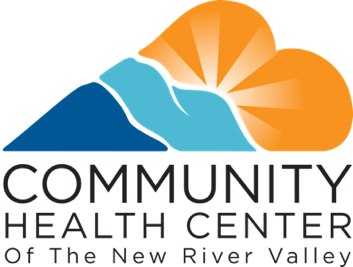 COMMUNITY
HEALTH CENTER
Of The New River Valley